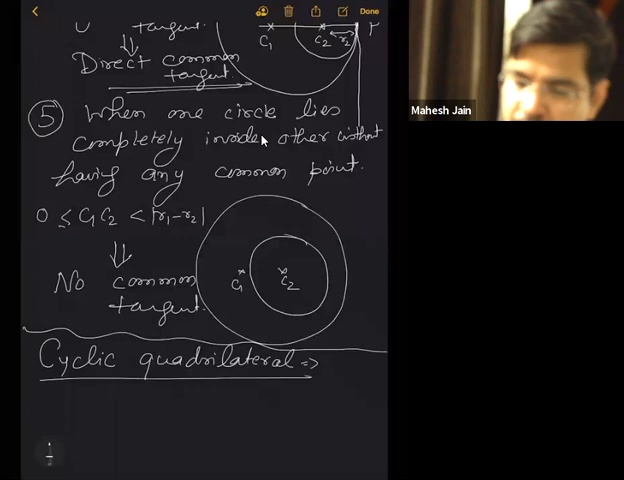 Done
tangent.
C1 C2 r2
Direct common
tangent.
5 When one circle lies
completely inside other without
having any common point.
0 ≤ C1C2 < |r1-r2|
No common
tangent.
C1 C2
Cyclic quadrilateral ⇒
Mahesh Jain